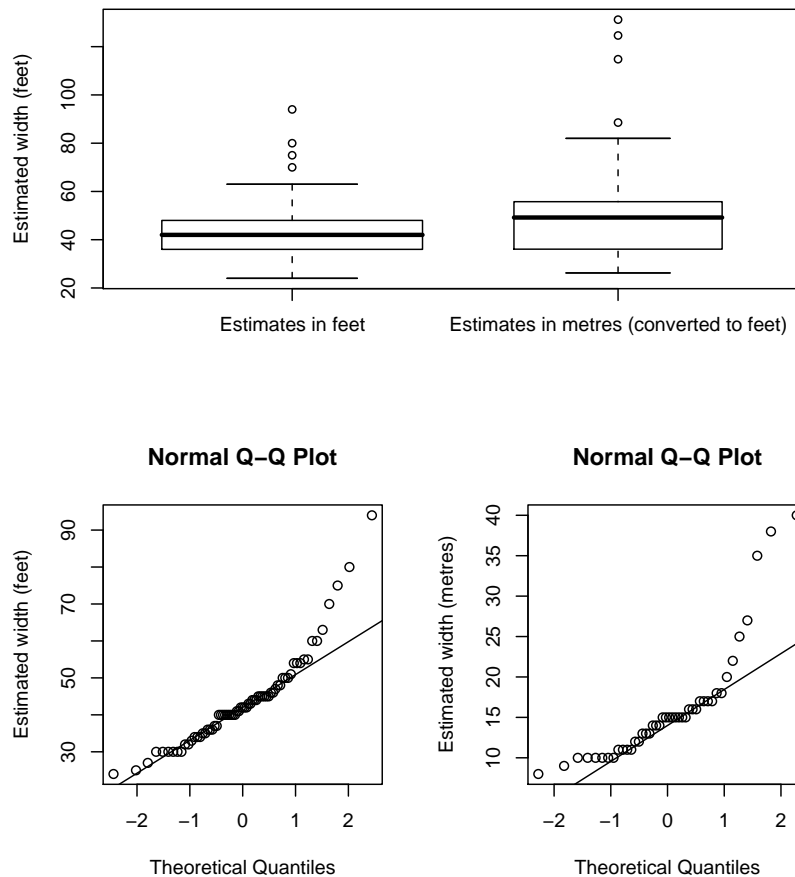 Estimated width (feet)
20 40 60 80 100
Estimates in feet
Estimates in metres (converted to feet)
Normal Q−Q Plot
Estimated width (feet)
30 50 70 90
−2 −1 0 1 2
Theoretical Quantiles
Normal Q−Q Plot
Estimated width (metres)
10 15 20 25 30 35 40
−2 −1 0 1 2
Theoretical Quantiles